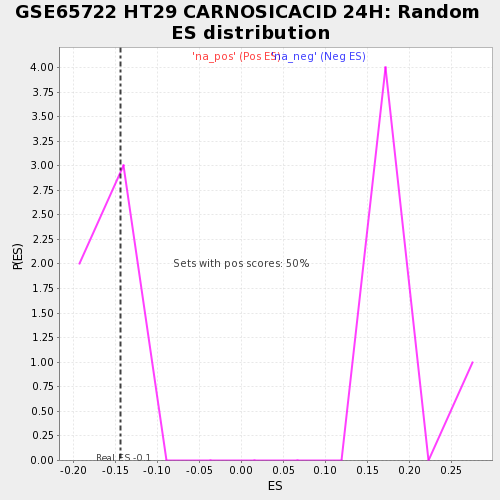 GSE65722 HT29 CARNOSICACID 24H: Random
ES distribution
'na_pos' (Pos ES) 'na_neg' (Neg ES)
4.00
3.75
3.50
3.25
3.00
2.75
2.50
2.25
2.00
1.75
1.50
1.25
1.00
0.75
0.50
0.25
0.00
P(ES)
Sets with pos scores: 50%
Real ES -0.1
-0.20 -0.15 -0.10 -0.05 0.00 0.05 0.10 0.15 0.20 0.25
ES